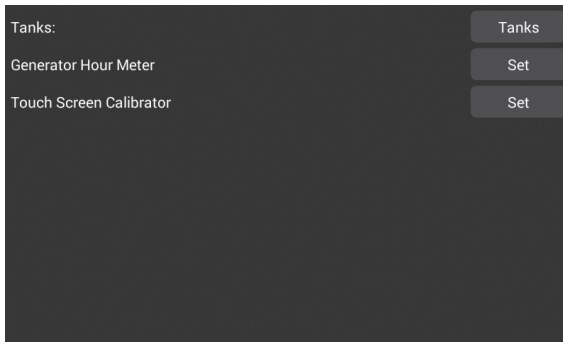 Tanks: Tanks
Generator Hour Meter Set
Touch Screen Calibrator Set